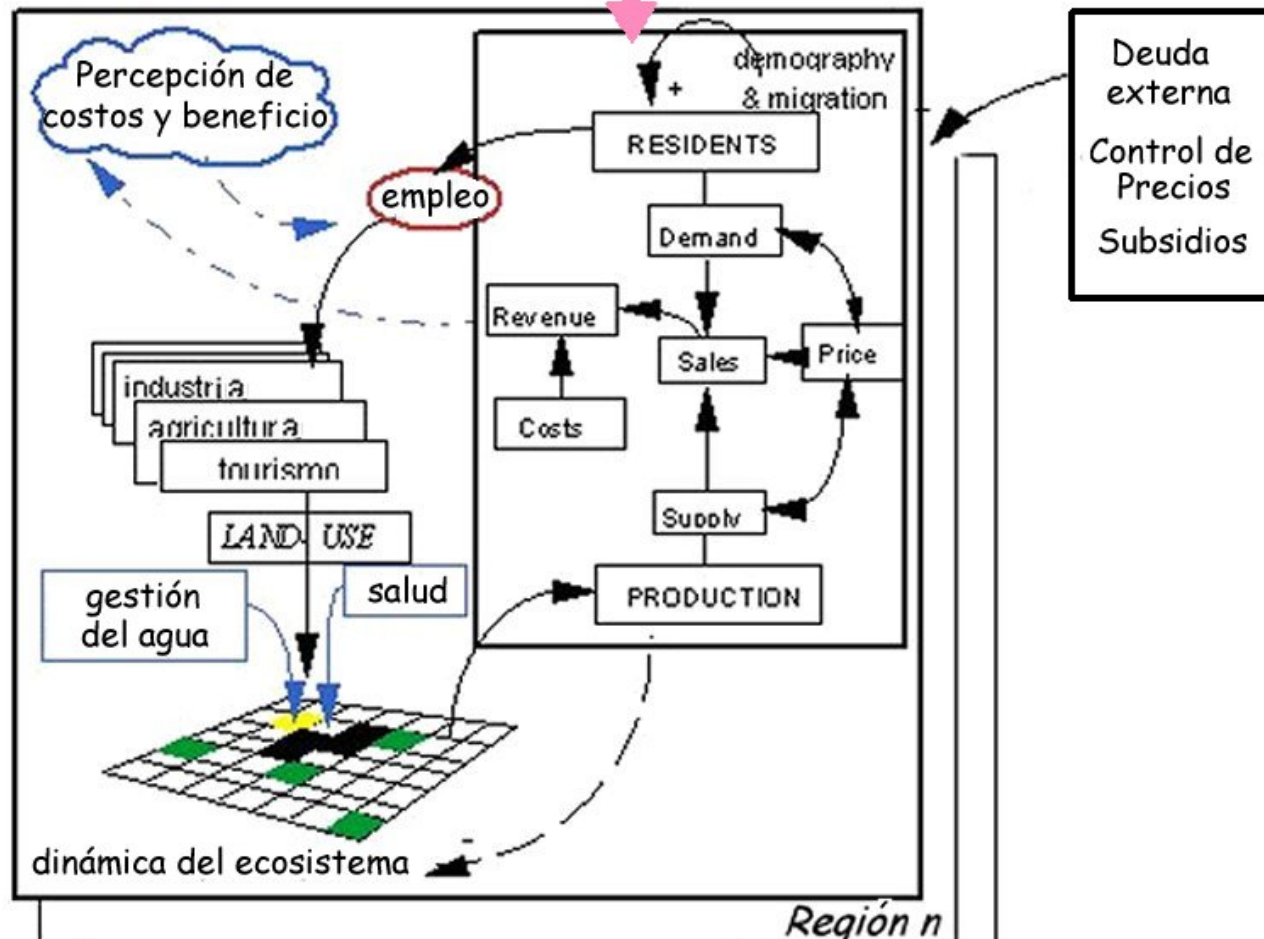 Percepción de
costos y beneficio
demography
& migration
+
RESIDENTS
empleo
Demand
Revenue
Sales
Price
Costs
industria
agricultura
tourismo
LAND-USE
Supply
gestión
del agua
salud
PRODUCTION
-
dinámica del ecosistema
Región n
Deuda
externa
Control de
Precios
Subsidios